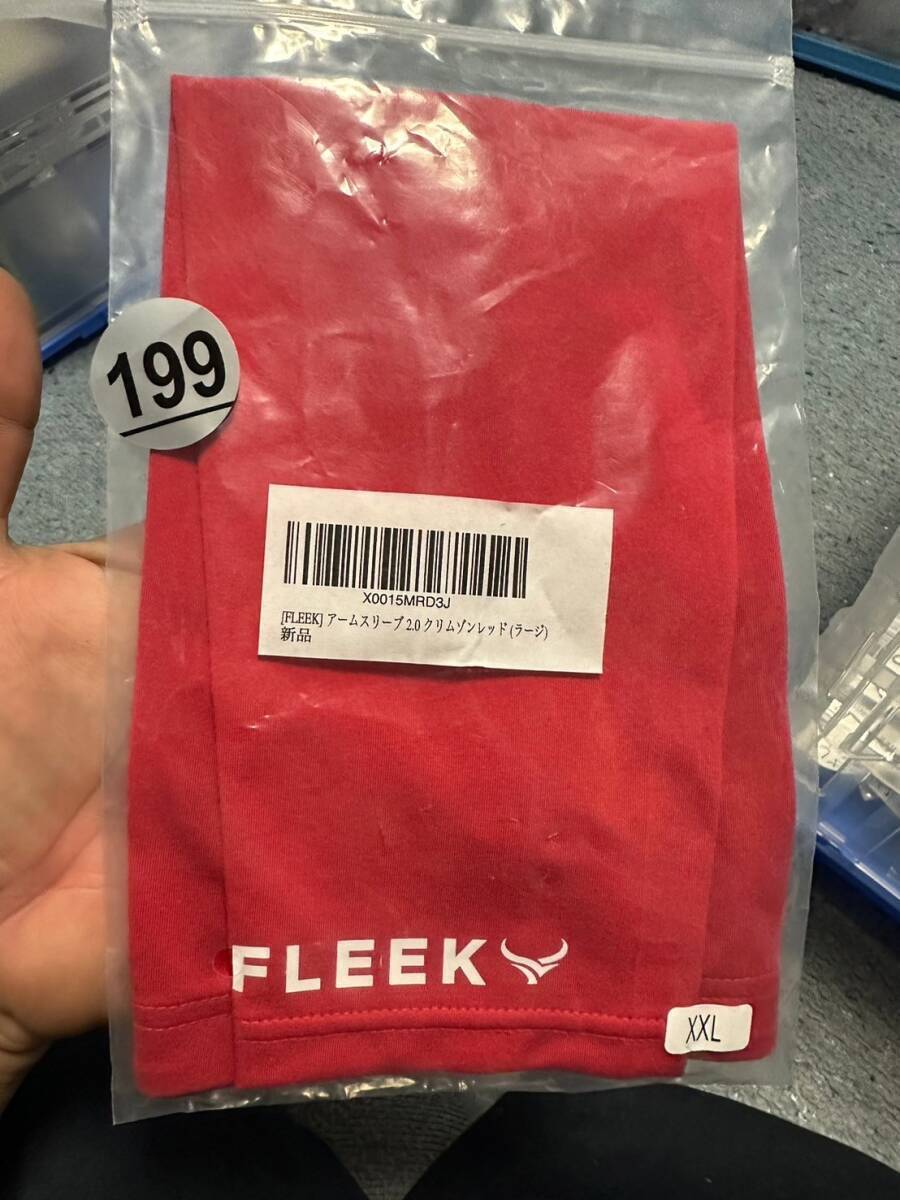 199
X0015MRD3J
[FLEEK] アームスリーブ 2.0 クリムゾンレッド (ラージ)
新品
FLEEK
XXL